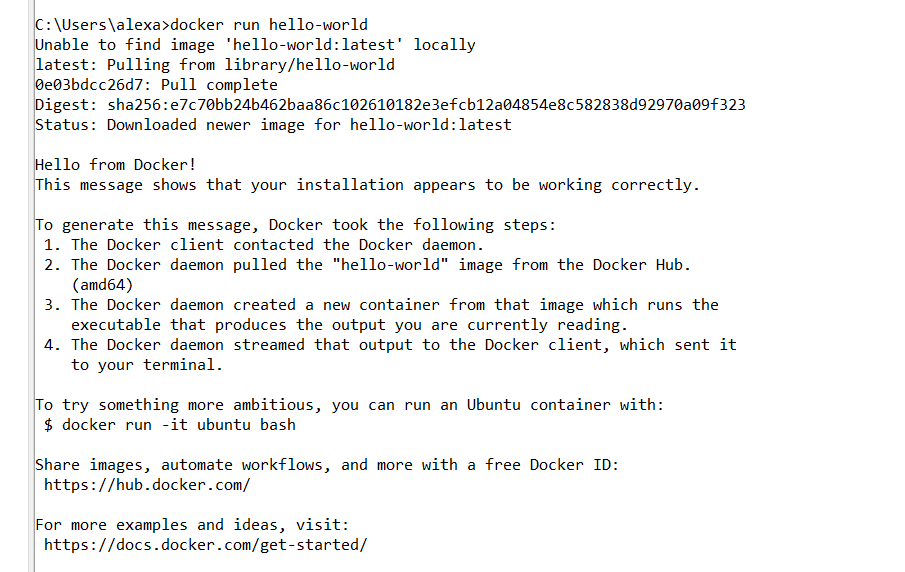 C:\Users\alexa>docker run hello-world
Unable to find image 'hello-world:latest' locally
latest: Pulling from library/hello-world
0e03bdcc26d7: Pull complete
Digest: sha256:e7c70bb24b462baa86c102610182e3efcb12a04854e8c582838d92970a09f323
Status: Downloaded newer image for hello-world:latest

Hello from Docker!
This message shows that your installation appears to be working correctly.

To generate this message, Docker took the following steps:
 1. The Docker client contacted the Docker daemon.
 2. The Docker daemon pulled the "hello-world" image from the Docker Hub.
    (amd64)
 3. The Docker daemon created a new container from that image which runs the
    executable that produces the output you are currently reading.
 4. The Docker daemon streamed that output to the Docker client, which sent it
    to your terminal.

To try something more ambitious, you can run an Ubuntu container with:
 $ docker run -it ubuntu bash

Share images, automate workflows, and more with a free Docker ID:
 https://hub.docker.com/

For more examples and ideas, visit:
 https://docs.docker.com/get-started/